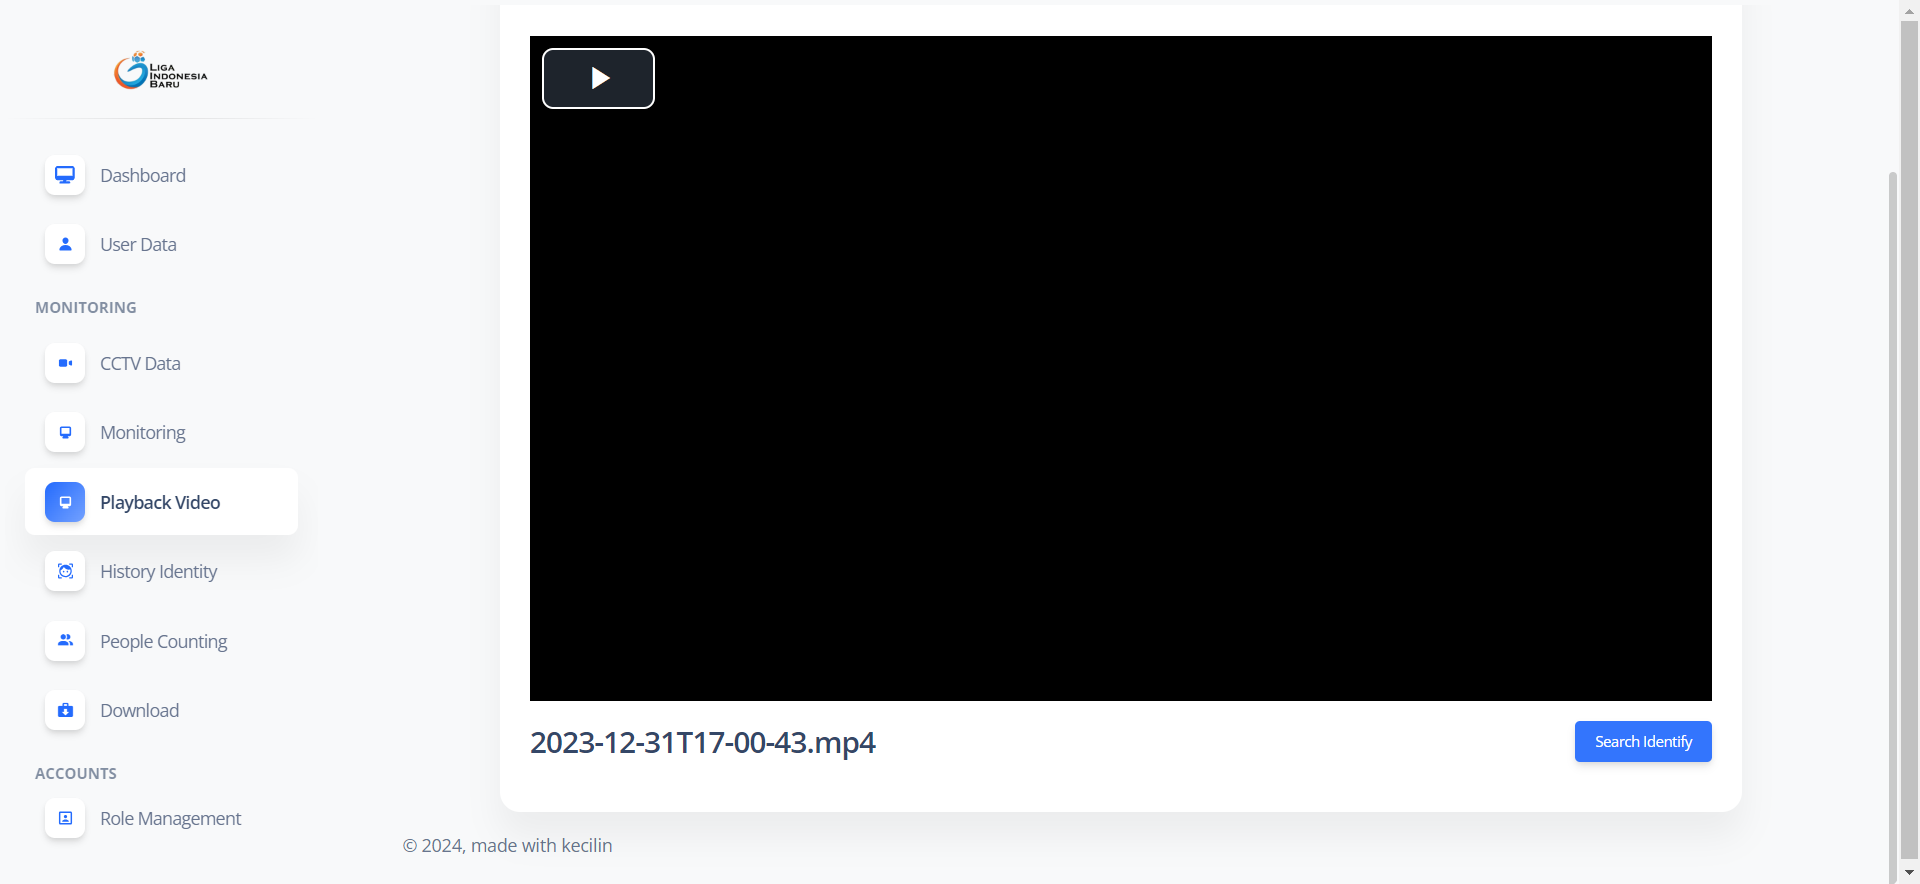 LIGA
INDONESIA
BARU
Dashboard
User Data
MONITORING
CCTV Data
Monitoring
Playback Video
History Identity
People Counting
Download
ACCOUNTS
Role Management
2023-12-31T17-00-43.mp4
Search Identify
© 2024, made with kecilin